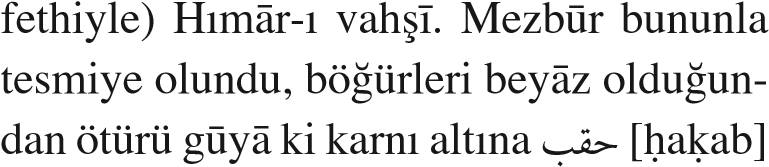 fethiyle) Hımār-ı vahşī. Mezbūr bununla
tesmiye olundu, böğürleri beyāz olduğun-
dan ötürü gūyā ki karnı altına حقب [ḥaḳab]